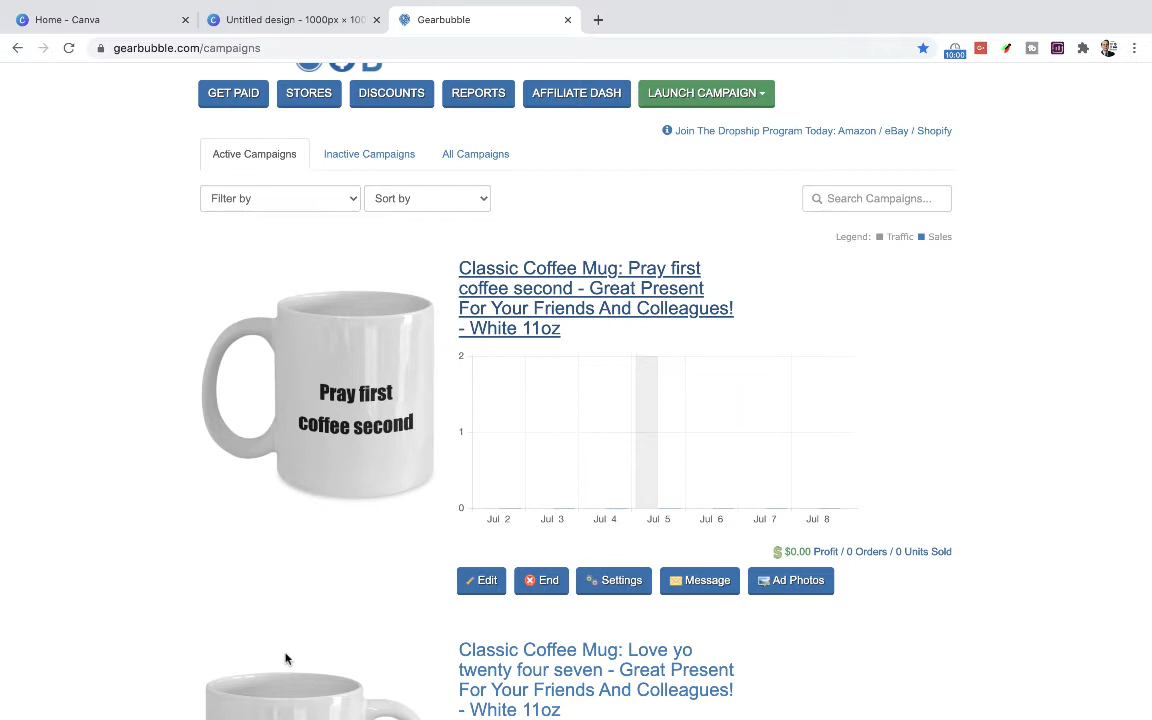 Home - Canva
Untitled design - 1000px × 100
Gearbubble
gearbubble.com/campaigns
10:00
GET PAID
STORES
DISCOUNTS
REPORTS
AFFILIATE DASH
LAUNCH CAMPAIGN
Join The Dropship Program Today: Amazon / eBay / Shopify
Active Campaigns
Inactive Campaigns
All Campaigns
Filter by
Sort by
Search Campaigns...
Legend: Traffic Sales
Classic Coffee Mug: Pray first
coffee second - Great Present
For Your Friends And Colleagues!
- White 11oz
Pray first
coffee second
2
1
0
Jul 2 Jul 3 Jul 4 Jul 5 Jul 6 Jul 7 Jul 8
$0.00 Profit / 0 Orders / 0 Units Sold
Edit
End
Settings
Message
Ad Photos
Classic Coffee Mug: Love yo
twenty four seven - Great Present
For Your Friends And Colleagues!
- White 11oz